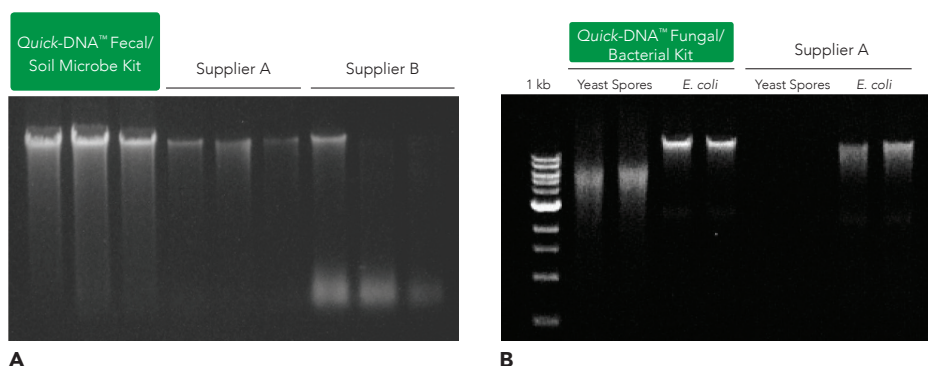 Quick-DNA™ Fecal/
Soil Microbe Kit
Supplier A
Supplier B
A
Quick-DNA™ Fungal/
Bacterial Kit
Supplier A
1 kb
Yeast Spores
E. coli
Yeast Spores
E. coli
B